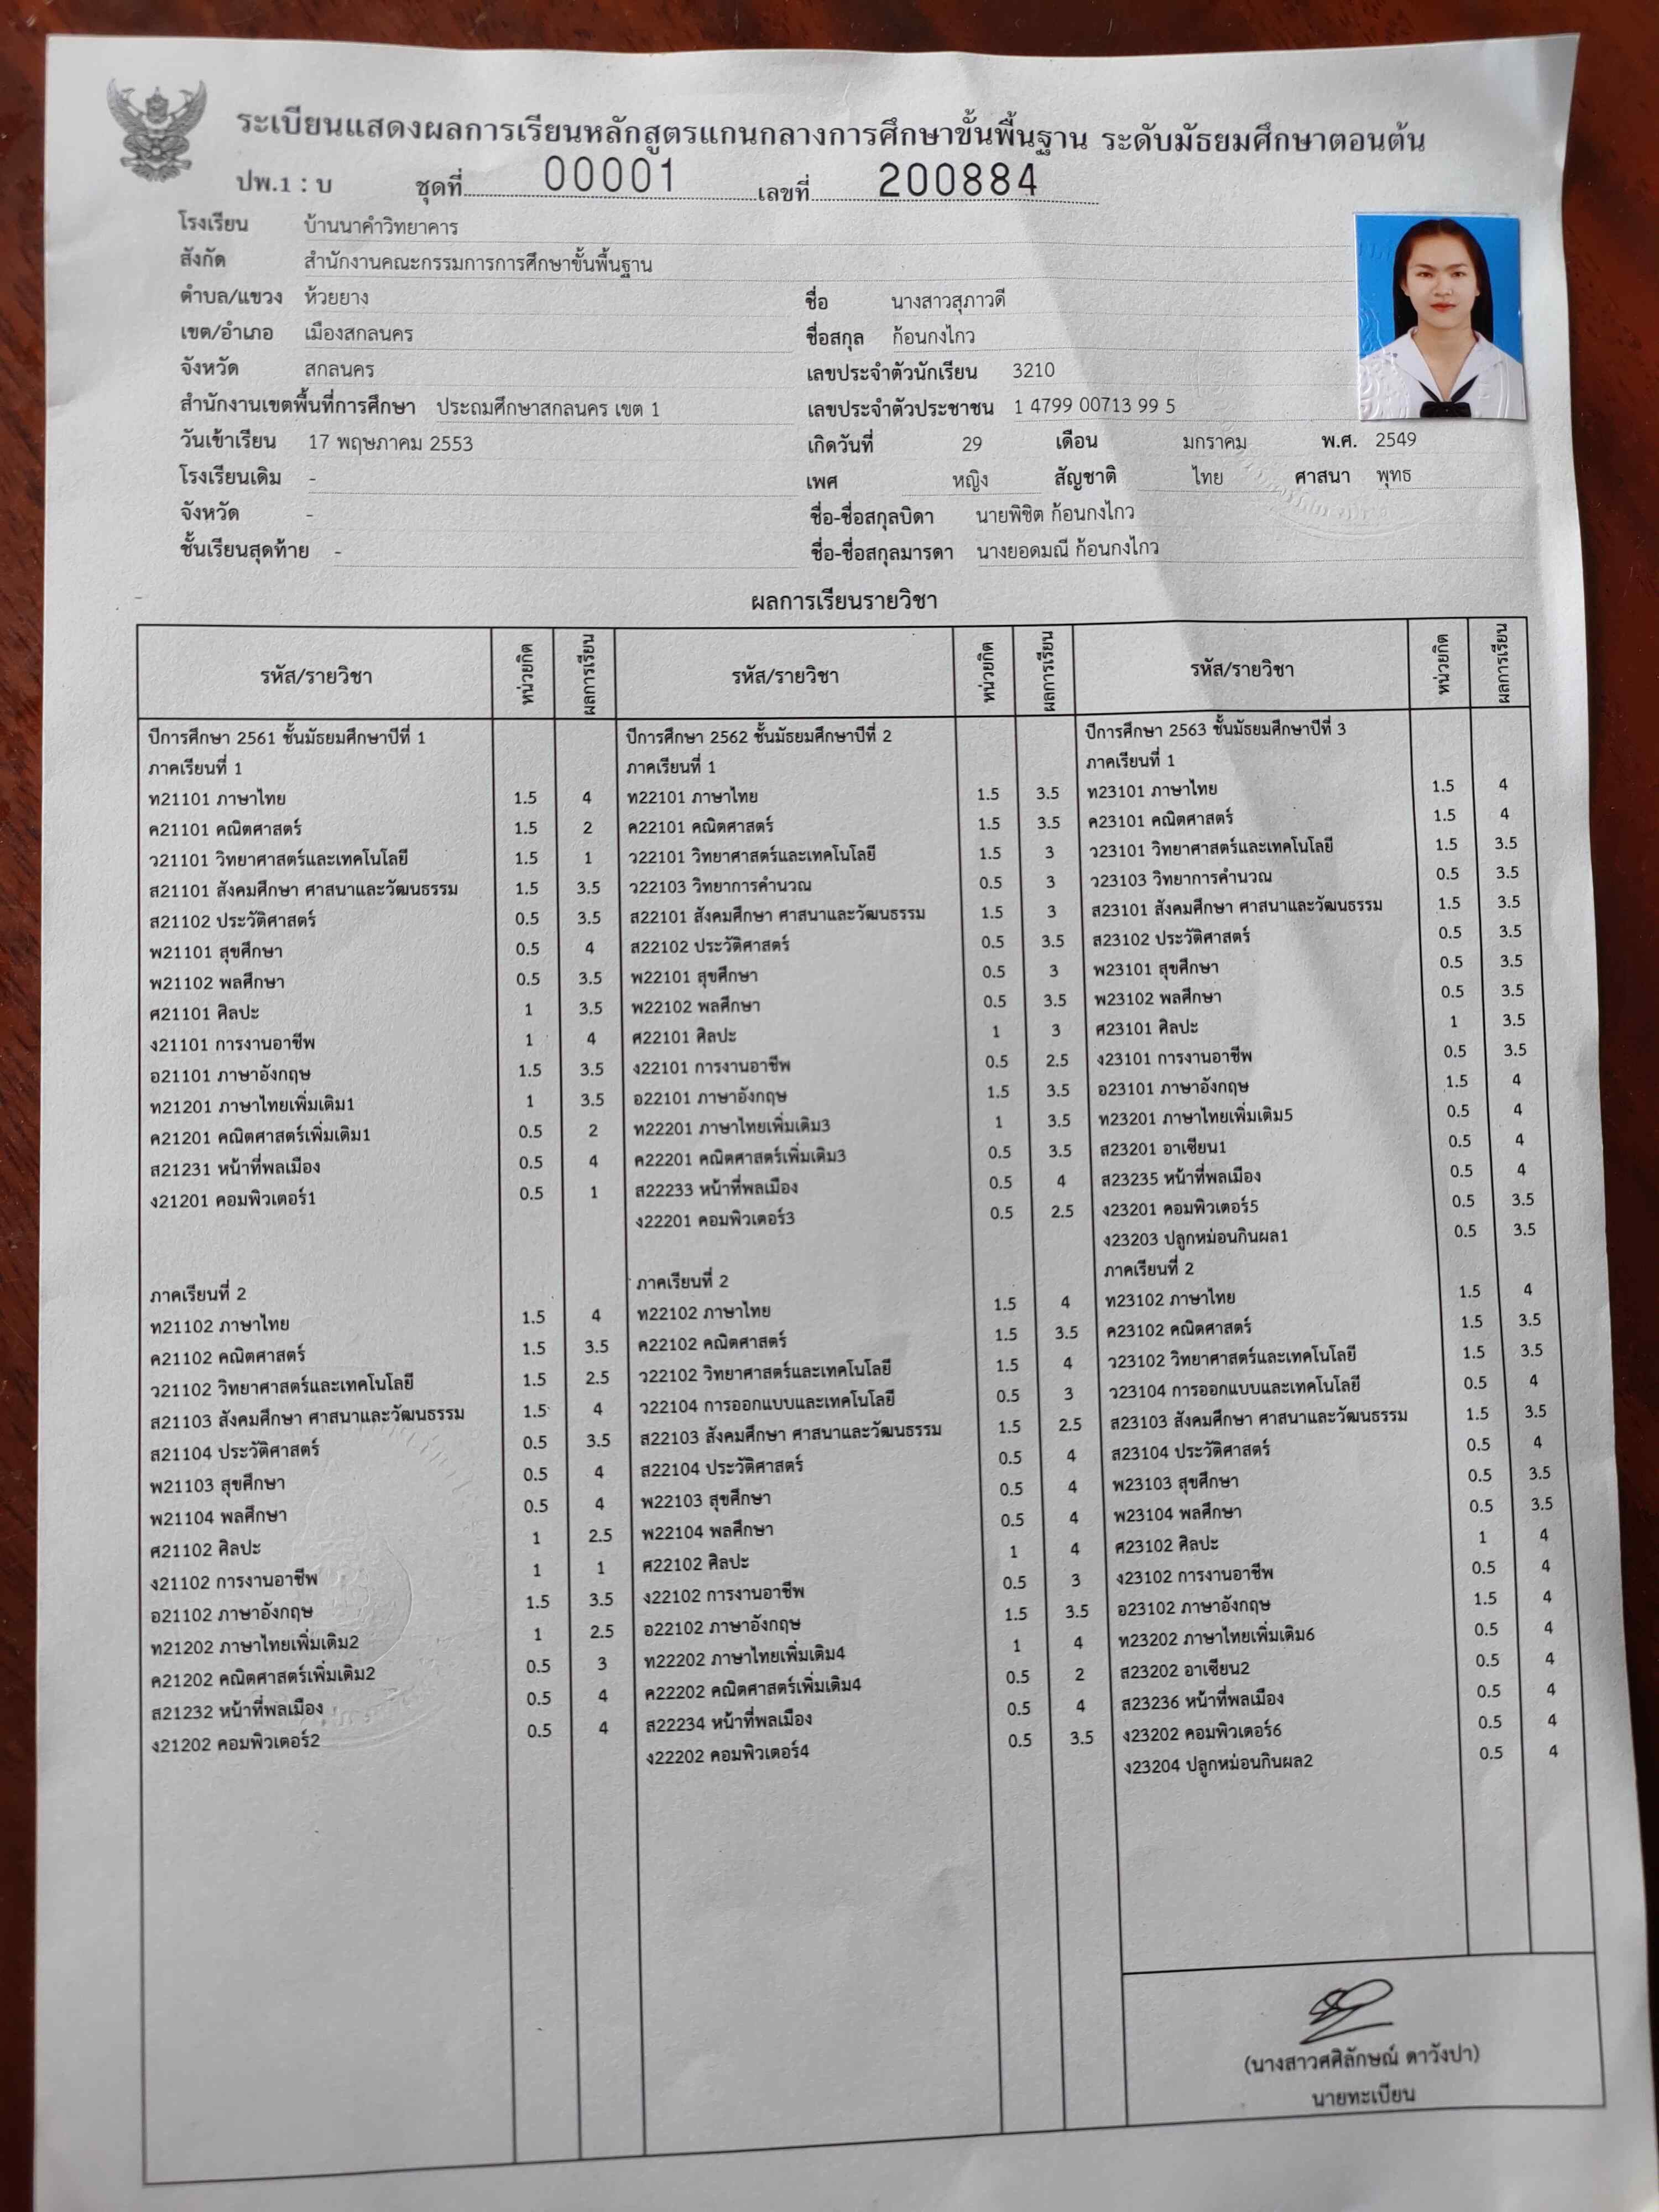 ระเบียนแสดงผลการเรียนหลักสูตรแกนกลางการศึกษาขั้นพื้นฐาน ระดับมัธยมศึกษาตอนต้น
ปพ.1 : บ ชุดที่ 00001 เลขที่ 200884
โรงเรียน บ้านนาคำวิทยาคาร
สังกัด สำนักงานคณะกรรมการการศึกษาขั้นพื้นฐาน
ตำบล/แขวง ห้วยยาง
เขต/อำเภอ เมืองสกลนคร
จังหวัด สกลนคร
สำนักงานเขตพื้นที่การศึกษา ประถมศึกษาสกลนคร เขต 1
วันเข้าเรียน 17 พฤษภาคม 2553
โรงเรียนเดิม -
จังหวัด -
ชั้นเรียนสุดท้าย -
ชื่อ นางสาวสุภาวดี
ชื่อสกุล ก้อนกงไกว
เลขประจำตัวนักเรียน 3210
เลขประจำตัวประชาชน 1 4799 00713 99 5
เกิดวันที่ 29 เดือน มกราคม พ.ศ. 2549
เพศ หญิง สัญชาติ ไทย ศาสนา พุทธ
ชื่อ-ชื่อสกุลบิดา นายพิชิต ก้อนกงไกว
ชื่อ-ชื่อสกุลมารดา นางยอดมณี ก้อนกงไกว
ผลการเรียนรายวิชา
รหัส/รายวิชา หน่วยกิต ผลการเรียน
ปีการศึกษา 2561 ชั้นมัธยมศึกษาปีที่ 1
ภาคเรียนที่ 1
ท21101 ภาษาไทย 1.5 4
ค21101 คณิตศาสตร์ 1.5 2
ว21101 วิทยาศาสตร์และเทคโนโลยี 1.5 1
ส21101 สังคมศึกษา ศาสนาและวัฒนธรรม 1.5 3.5
ส21102 ประวัติศาสตร์ 0.5 3.5
พ21101 สุขศึกษา 0.5 4
พ21102 พลศึกษา 0.5 3.5
ศ21101 ศิลปะ 1 3.5
ง21101 การงานอาชีพ 1 4
อ21101 ภาษาอังกฤษ 1.5 3.5
ท21201 ภาษาไทยเพิ่มเติม1 1 3.5
ค21201 คณิตศาสตร์เพิ่มเติม1 0.5 2
ส21231 หน้าที่พลเมือง 0.5 4
ง21201 คอมพิวเตอร์1 0.5 1
ภาคเรียนที่ 2
ท21102 ภาษาไทย 1.5 4
ค21102 คณิตศาสตร์ 1.5 3.5
ว21102 วิทยาศาสตร์และเทคโนโลยี 1.5 2.5
ส21103 สังคมศึกษา ศาสนาและวัฒนธรรม 1.5 4
ส21104 ประวัติศาสตร์ 0.5 3.5
พ21103 สุขศึกษา 0.5 4
พ21104 พลศึกษา 0.5 4
ศ21102 ศิลปะ 1 2.5
ง21102 การงานอาชีพ 1 1
อ21102 ภาษาอังกฤษ 1.5 3.5
ท21202 ภาษาไทยเพิ่มเติม2 1 2.5
ค21202 คณิตศาสตร์เพิ่มเติม2 0.5 3
ส21232 หน้าที่พลเมือง 0.5 4
ง21202 คอมพิวเตอร์2 0.5 4
รหัส/รายวิชา หน่วยกิต ผลการเรียน
ปีการศึกษา 2562 ชั้นมัธยมศึกษาปีที่ 2
ภาคเรียนที่ 1
ท22101 ภาษาไทย 1.5 3.5
ค22101 คณิตศาสตร์ 1.5 3.5
ว22101 วิทยาศาสตร์และเทคโนโลยี 1.5 3
ว22103 วิทยาการคำนวณ 0.5 3
ส22101 สังคมศึกษา ศาสนาและวัฒนธรรม 1.5 3
ส22102 ประวัติศาสตร์ 0.5 3.5
พ22101 สุขศึกษา 0.5 3
พ22102 พลศึกษา 0.5 3.5
ศ22101 ศิลปะ 1 3
ง22101 การงานอาชีพ 0.5 2.5
อ22101 ภาษาอังกฤษ 1.5 3.5
ท22201 ภาษาไทยเพิ่มเติม3 1 3.5
ค22201 คณิตศาสตร์เพิ่มเติม3 0.5 3.5
ส22233 หน้าที่พลเมือง 0.5 4
ง22201 คอมพิวเตอร์3 0.5 2.5
ภาคเรียนที่ 2
ท22102 ภาษาไทย 1.5 4
ค22102 คณิตศาสตร์ 1.5 3.5
ว22102 วิทยาศาสตร์และเทคโนโลยี 1.5 4
ว22104 การออกแบบและเทคโนโลยี 0.5 3
ส22103 สังคมศึกษา ศาสนาและวัฒนธรรม 1.5 2.5
ส22104 ประวัติศาสตร์ 0.5 4
พ22103 สุขศึกษา 0.5 4
พ22104 พลศึกษา 0.5 4
ศ22102 ศิลปะ 1 4
ง22102 การงานอาชีพ 0.5 3
อ22102 ภาษาอังกฤษ 1.5 3.5
ท22202 ภาษาไทยเพิ่มเติม4 1 4
ค22202 คณิตศาสตร์เพิ่มเติม4 0.5 2
ส22234 หน้าที่พลเมือง 0.5 4
ง22202 คอมพิวเตอร์4 0.5 3.5
รหัส/รายวิชา หน่วยกิต ผลการเรียน
ปีการศึกษา 2563 ชั้นมัธยมศึกษาปีที่ 3
ภาคเรียนที่ 1
ท23101 ภาษาไทย 1.5 4
ค23101 คณิตศาสตร์ 1.5 4
ว23101 วิทยาศาสตร์และเทคโนโลยี 1.5 3.5
ว23103 วิทยาการคำนวณ 0.5 3.5
ส23101 สังคมศึกษา ศาสนาและวัฒนธรรม 1.5 3.5
ส23102 ประวัติศาสตร์ 0.5 3.5
พ23101 สุขศึกษา 0.5 3.5
พ23102 พลศึกษา 0.5 3.5
ศ23101 ศิลปะ 1 3.5
ง23101 การงานอาชีพ 0.5 3.5
อ23101 ภาษาอังกฤษ 1.5 4
ท23201 ภาษาไทยเพิ่มเติม5 0.5 4
ส23201 อาเซียน1 0.5 4
ส23235 หน้าที่พลเมือง 0.5 4
ง23201 คอมพิวเตอร์5 0.5 3.5
ง23203 ปลูกหม่อนกินผล1 0.5 3.5
ภาคเรียนที่ 2
ท23102 ภาษาไทย 1.5 4
ค23102 คณิตศาสตร์ 1.5 3.5
ว23102 วิทยาศาสตร์และเทคโนโลยี 1.5 3.5
ว23104 การออกแบบและเทคโนโลยี 0.5 4
ส23103 สังคมศึกษา ศาสนาและวัฒนธรรม 1.5 3.5
ส23104 ประวัติศาสตร์ 0.5 4
พ23103 สุขศึกษา 0.5 3.5
พ23104 พลศึกษา 0.5 3.5
ศ23102 ศิลปะ 1 4
ง23102 การงานอาชีพ 0.5 4
อ23102 ภาษาอังกฤษ 1.5 4
ท23202 ภาษาไทยเพิ่มเติม6 0.5 4
ส23202 อาเซียน2 0.5 4
ส23236 หน้าที่พลเมือง 0.5 4
ง23202 คอมพิวเตอร์6 0.5 4
ง23204 ปลูกหม่อนกินผล2 0.5 4
(นางสาวศศิลักษณ์ ดาวังปา)
นายทะเบียน